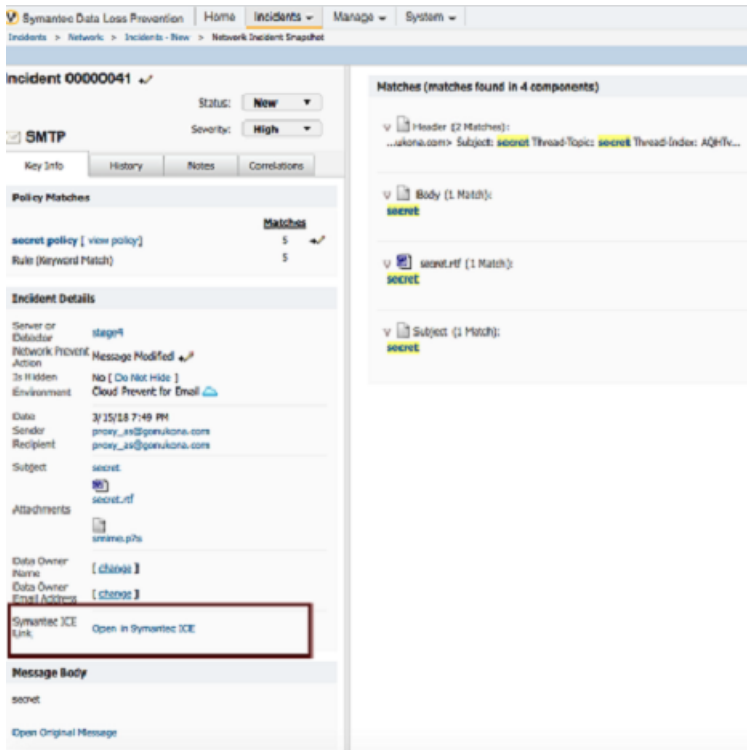 Symantec Data Loss Prevention
Home
Incidents
Manage
System
Incidents > Network > Incidents - New > Network Incident Snapshot
Incident 00000041
Status: New
SMTP
Severity: High
Key Info
History
Notes
Correlations
Policy Matches
Matches
secret policy [ view policy] 5
Rule (Keyword Match) 5
Incident Details
Server or Detector
stage4
Network Prevent Action
Message Modified
Is Hidden
No [ Do Not Hide ]
Environment
Cloud Prevent for Email
Date
3/15/18 7:49 PM
Sender
proxy_as@gonukona.com
Recipient
proxy_as@gonukona.com
Subject
secret
Attachments
secret.rtf
smime.p7s
Data Owner Name
[ change ]
Data Owner Email Address
[ change ]
Symantec ICE Link
Open in Symantec ICE
Message Body
secret
Open Original Message
Matches (matches found in 4 components)
Header (2 Matches):
...ukona.com> Subject: secret Thread-Topic: secret Thread-Index: AQHTv...
Body (1 Match):
secret
secret.rtf (1 Match):
secret
Subject (1 Match):
secret